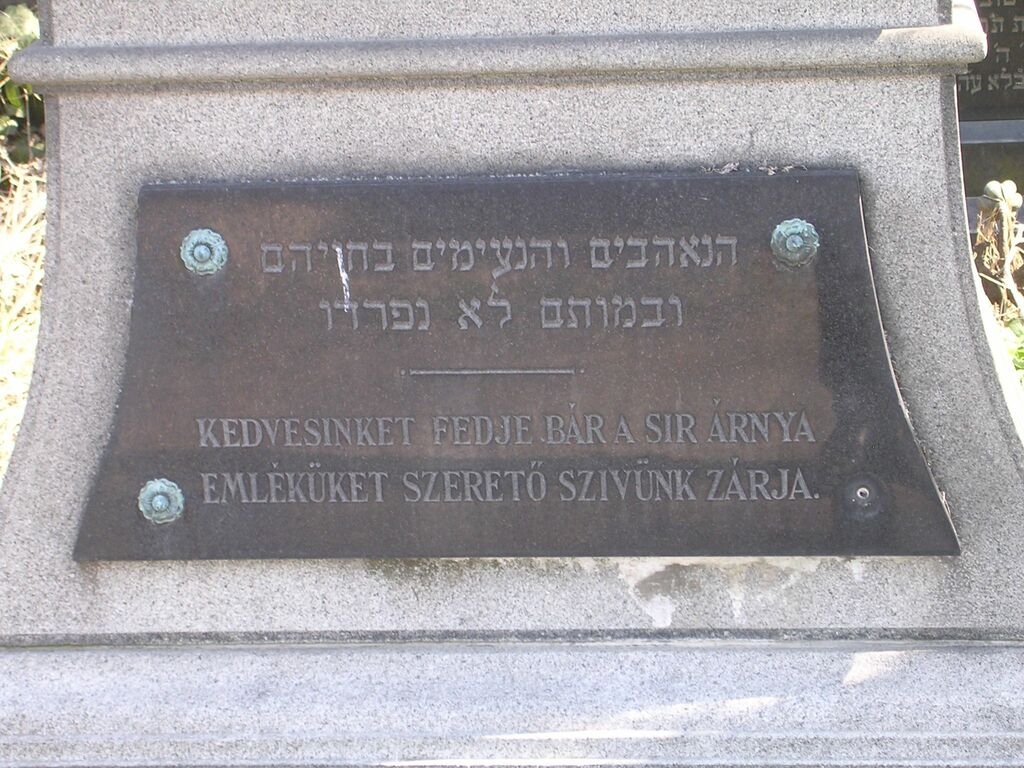 הנאהבים והנעימים בחייהם
ובמותם לא נפרדו
KEDVESINKET FEDJE BÁR A SIR ÁRNYA
EMLÉKÜKET SZERETŐ SZIVÜNK ZÁRJA.